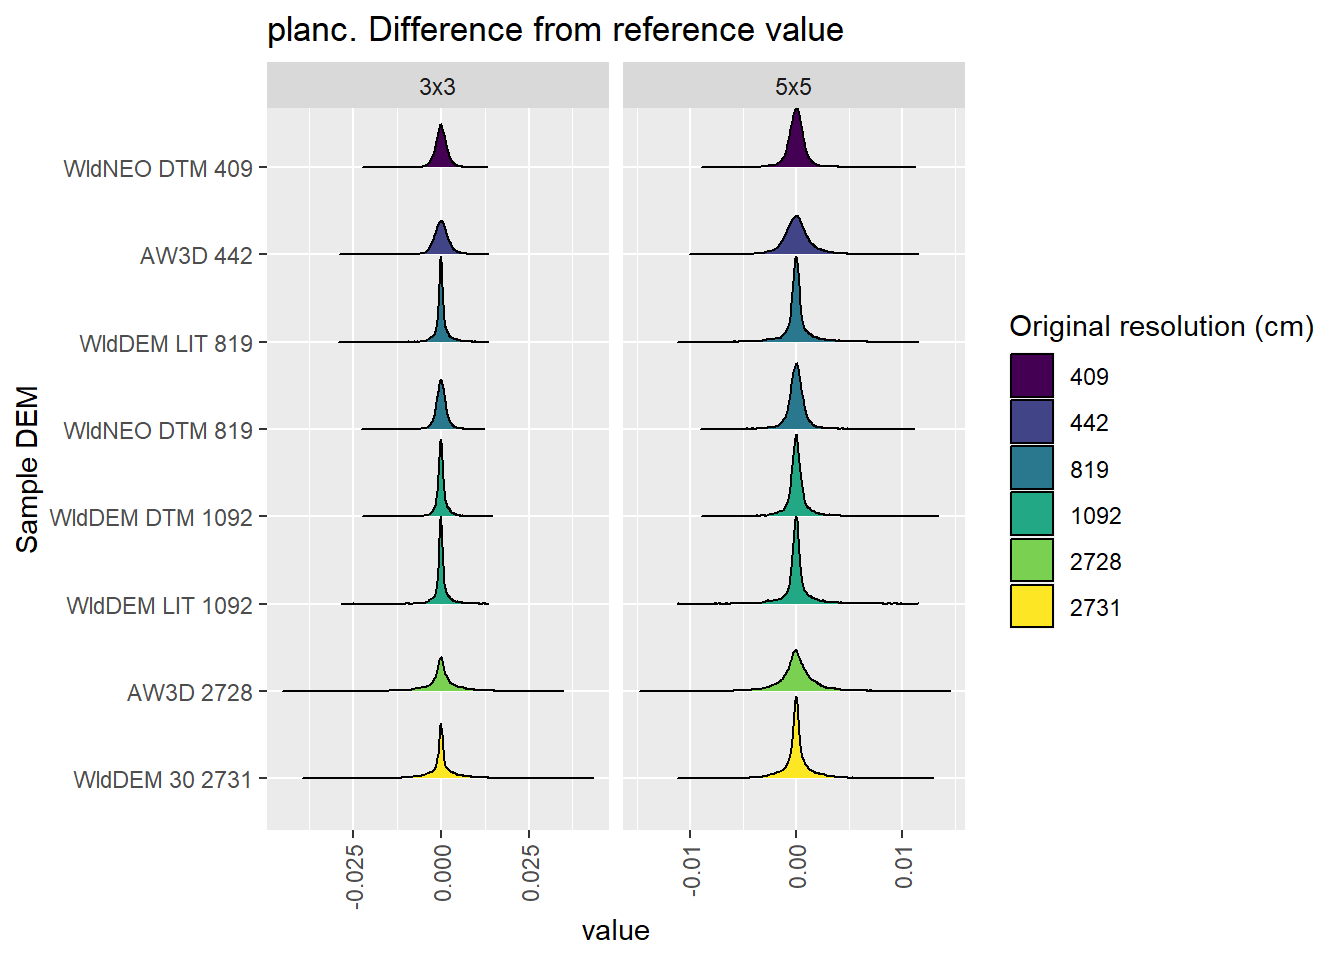 planc. Difference from reference value
3x3
5x5
WldNEO DTM 409
AW3D 442
WldDEM LIT 819
WldNEO DTM 819
WldDEM DTM 1092
WldDEM LIT 1092
AW3D 2728
WldDEM 30 2731
Sample DEM
-0.025
0.000
0.025
-0.01
0.00
0.01
value
Original resolution (cm)
409
442
819
1092
2728
2731